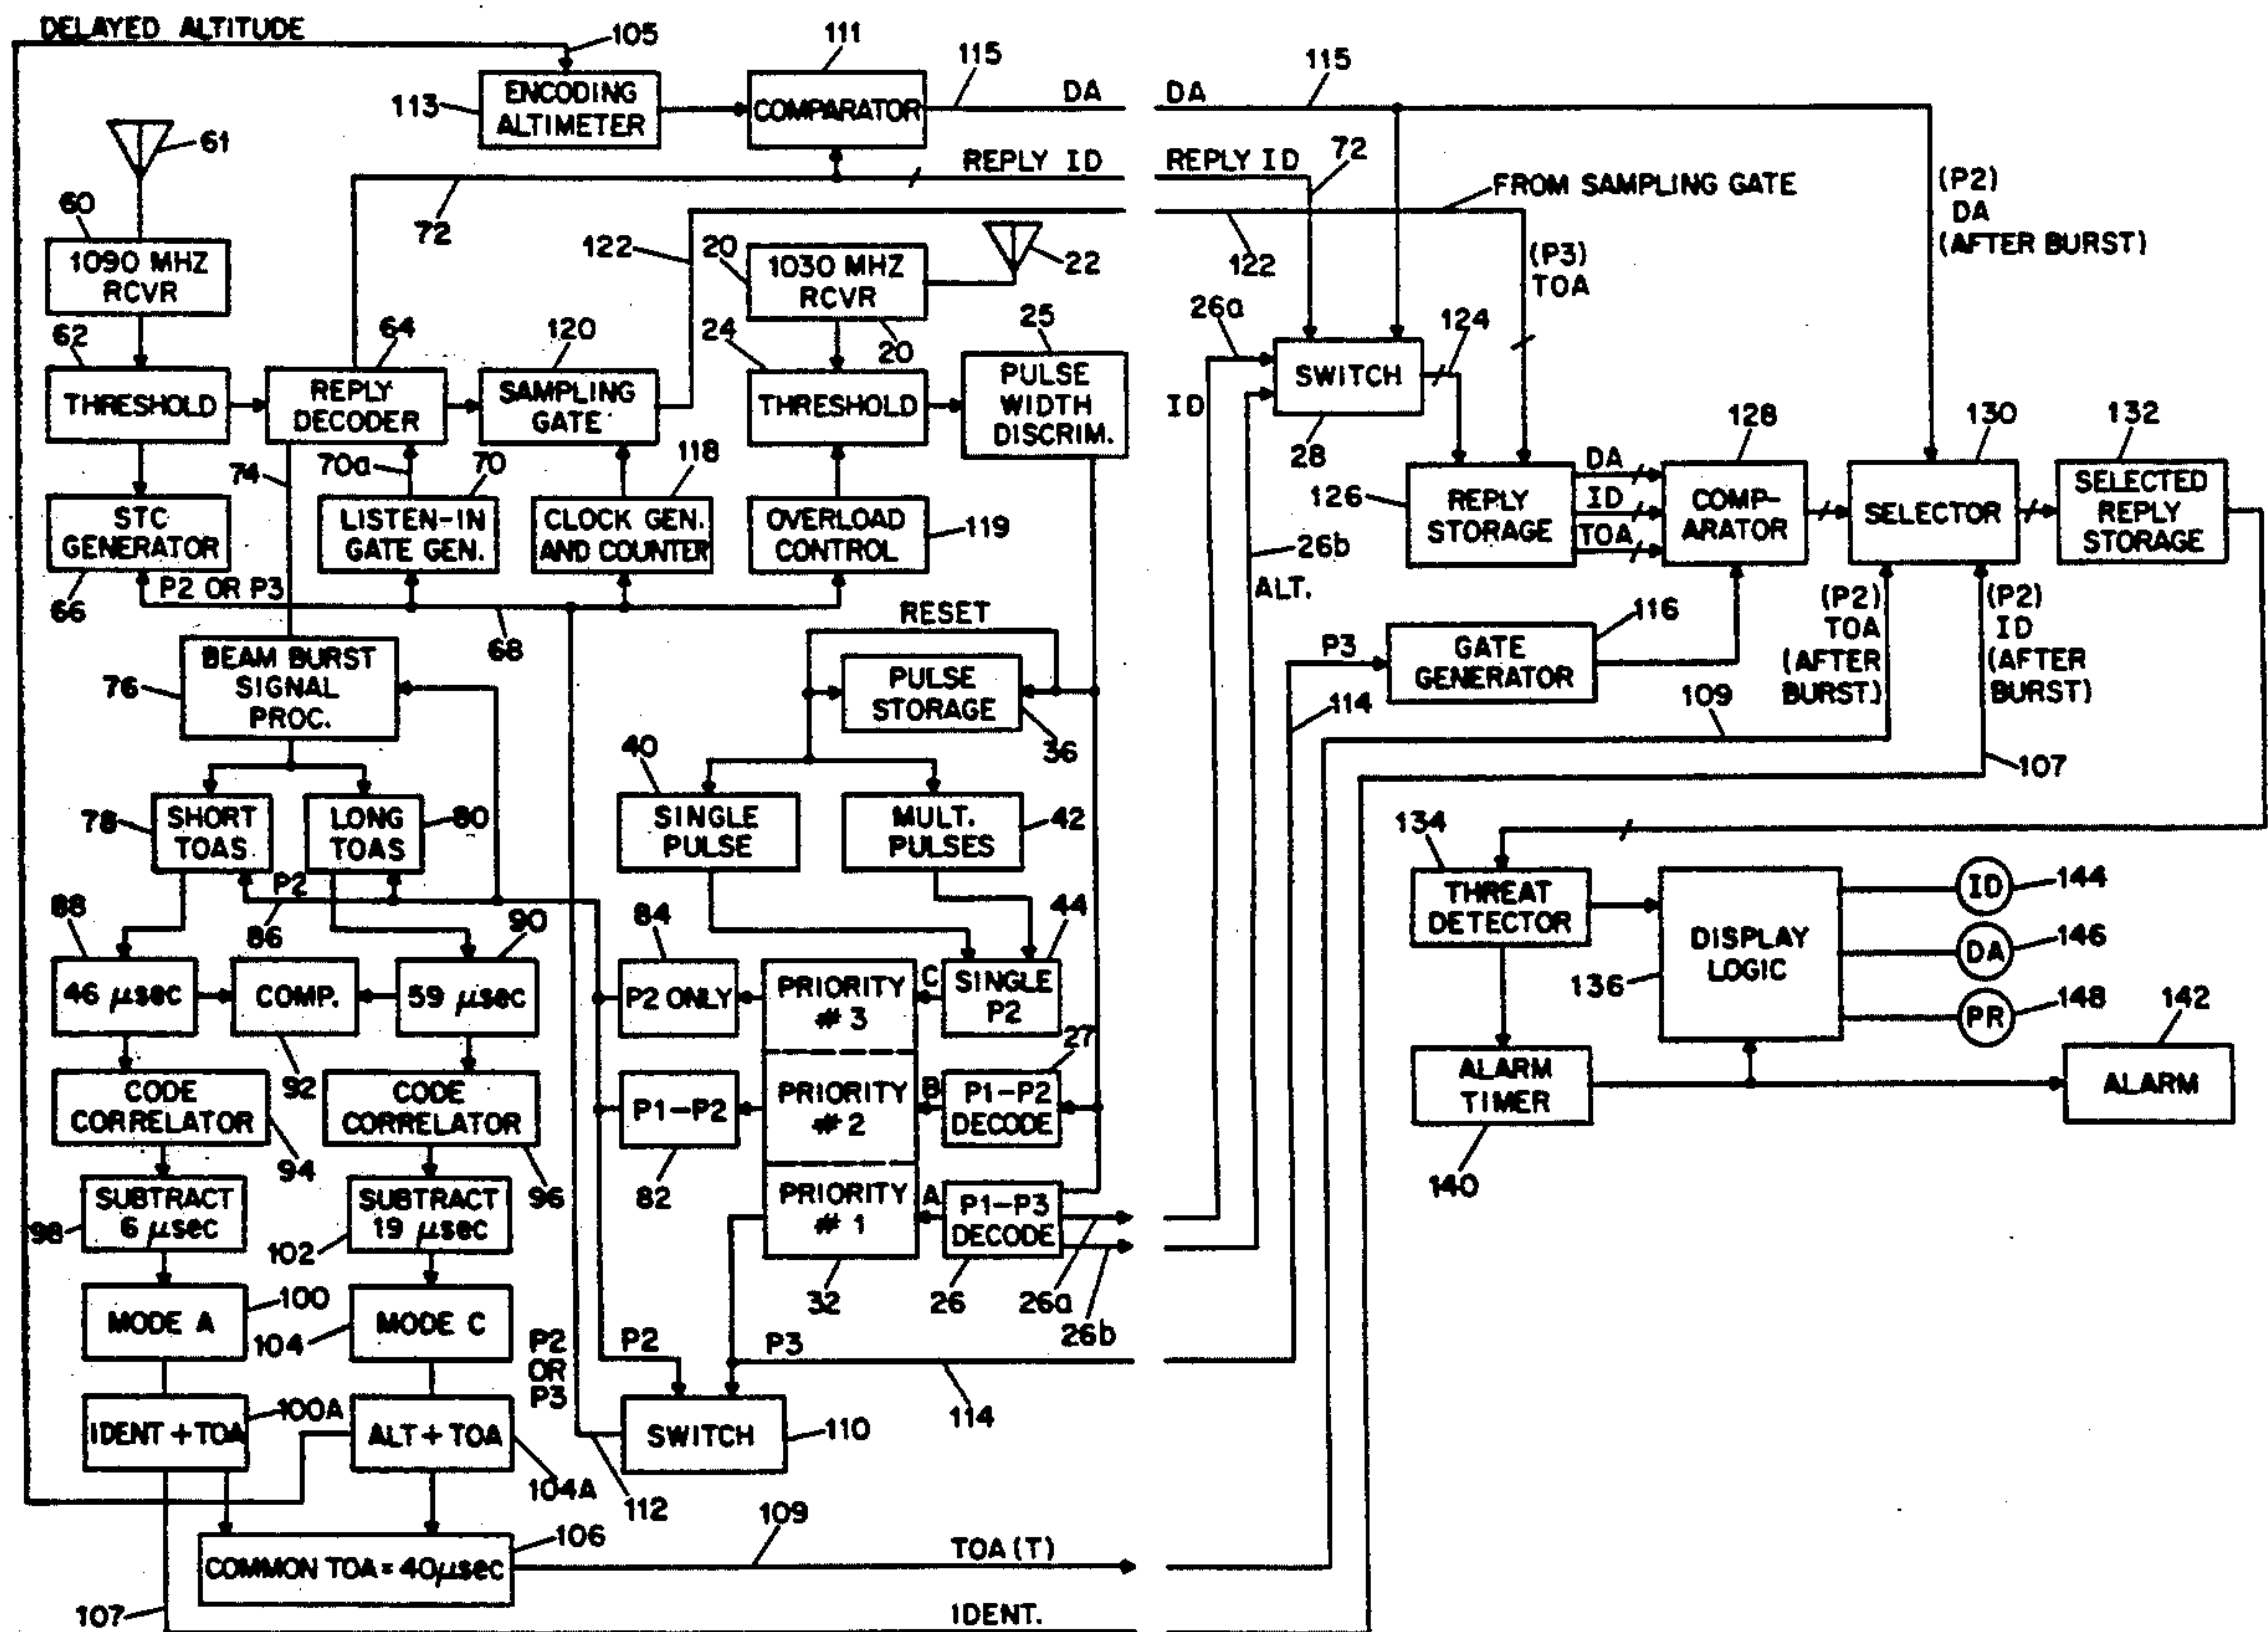 DELAYED ALTITUDE
105
111
115
115
113
ENCODING
ALTIMETER
COMPARATOR
DA
DA
61
REPLY ID
REPLY ID
72
FROM SAMPLING GATE
60
1090 MHZ
RCVR
72
122
20
1030 MHZ
RCVR
22
122
(P3)
TOA
(P2)
DA
(AFTER BURST)
62
64
120
24
20
25
26a
124
THRESHOLD
REPLY
DECODER
SAMPLING
GATE
THRESHOLD
PULSE
WIDTH
DISCRIM.
ID
SWITCH
28
128
130
132
74
70a
70
118
STC
GENERATOR
LISTEN-IN
GATE GEN.
CLOCK GEN.
AND COUNTER
OVERLOAD
CONTROL
119
126
REPLY
STORAGE
DA
ID
TOA
COMP-
ARATOR
SELECTOR
SELECTED
REPLY
STORAGE
26b
ALT.
66
P2 OR P3
68
RESET
P3
GATE
GENERATOR
116
(P2)
TOA
(AFTER
BURST)
(P2)
ID
(AFTER
BURST)
76
BEAM BURST
SIGNAL
PROC.
PULSE
STORAGE
36
114
109
107
40
78
SHORT
TOAS
LONG
TOAS
80
SINGLE
PULSE
MULT.
PULSES
42
134
P2
86
88
90
84
44
THREAT
DETECTOR
DISPLAY
LOGIC
136
ID
144
DA
146
PR
148
46 μsec
COMP.
59 μsec
P2 ONLY
PRIORITY
# 3
C
SINGLE
P2
27
142
92
CODE
CORRELATOR
CODE
CORRELATOR
P1-P2
PRIORITY
# 2
B
P1-P2
DECODE
ALARM
TIMER
ALARM
94
96
82
140
98
SUBTRACT
6 μsec
102
SUBTRACT
19 μsec
PRIORITY
# 1
A
P1-P3
DECODE
32
26
26a
26b
MODE A
100
104
MODE C
P2
OR
P3
P2
P3
114
IDENT + TOA
100A
ALT + TOA
104A
SWITCH
110
112
106
109
COMMON TOA = 40μsec
TOA (T)
107
IDENT.